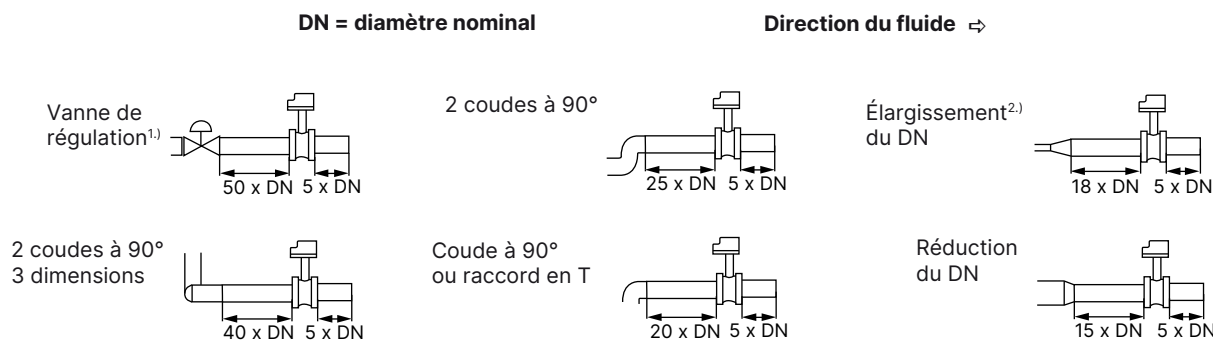 DN = diamètre nominal
Direction du fluide ⇨
Vanne de
régulation¹·⁾
50 x DN 5 x DN
2 coudes à 90°
25 x DN 5 x DN
Élargissement²·⁾
du DN
18 x DN 5 x DN
2 coudes à 90°
3 dimensions
40 x DN 5 x DN
Coude à 90°
ou raccord en T
20 x DN 5 x DN
Réduction
du DN
15 x DN 5 x DN